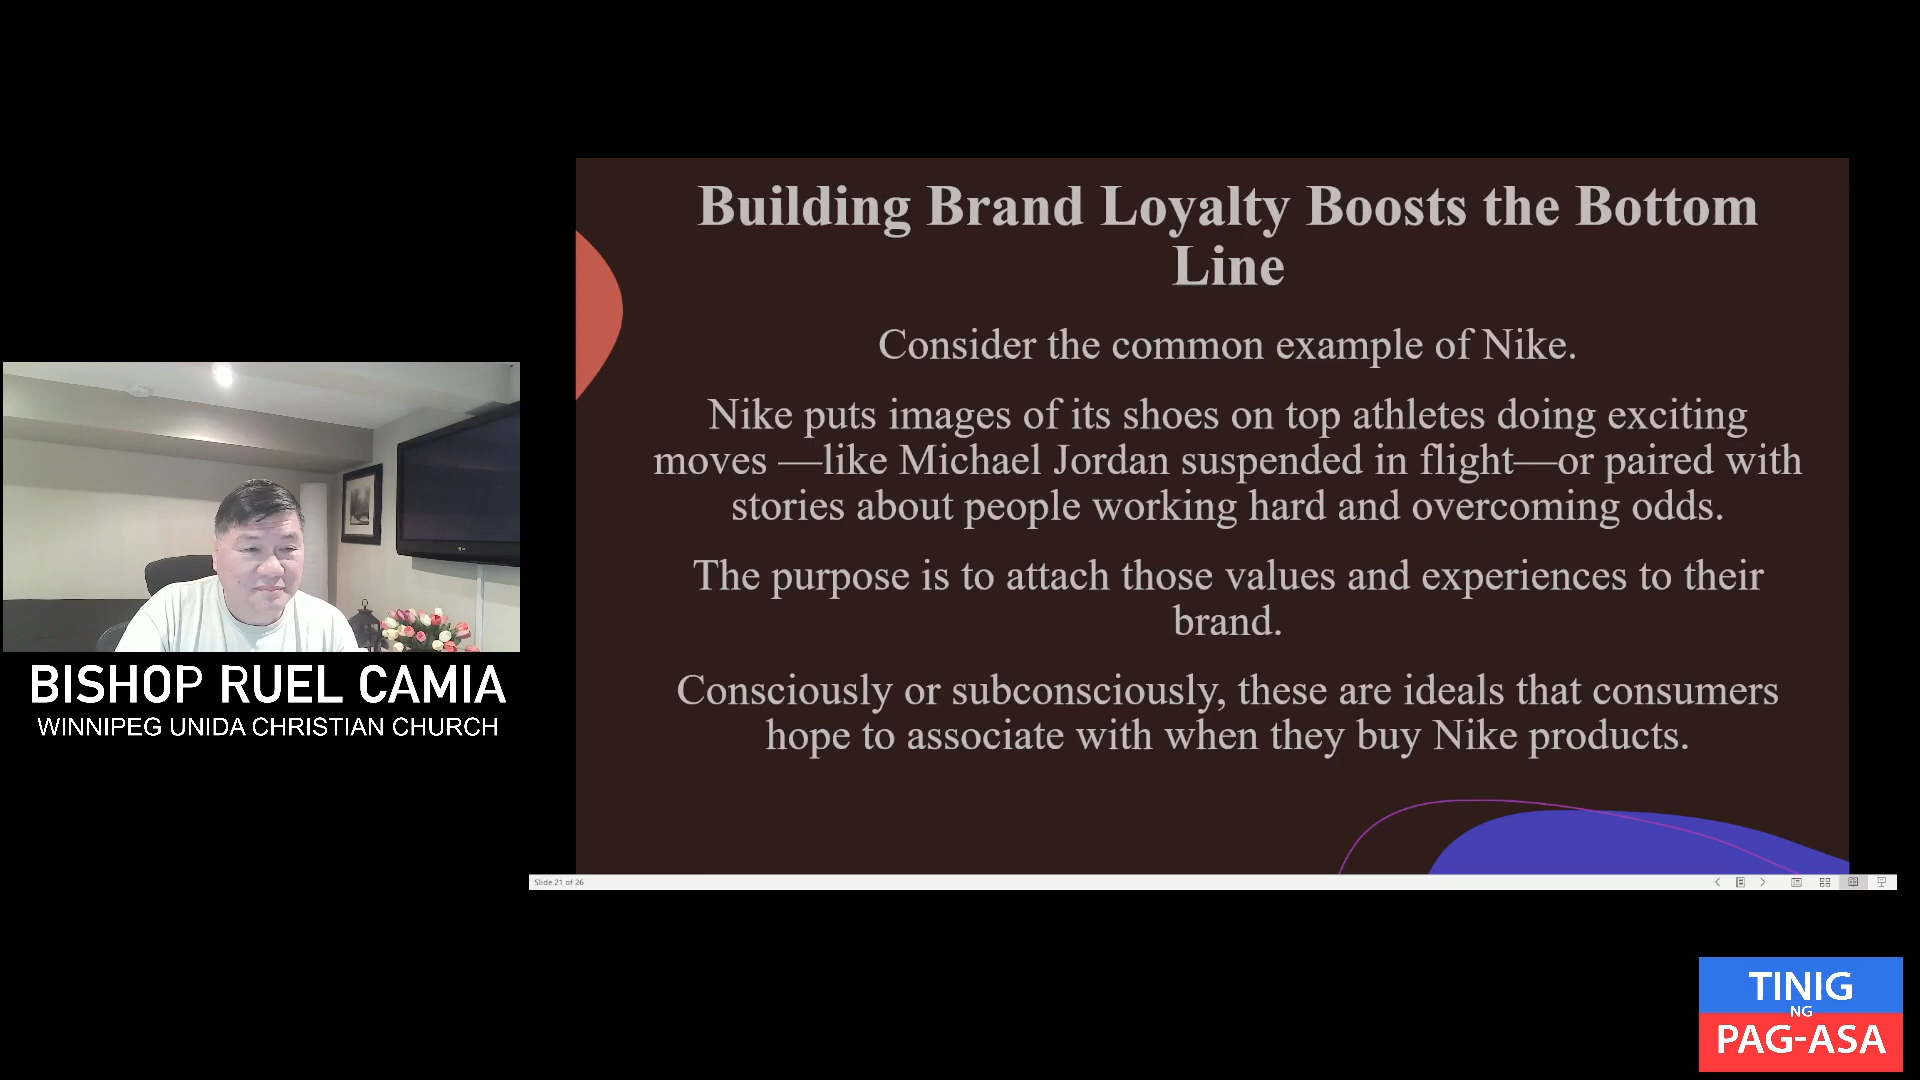 Building Brand Loyalty Boosts the Bottom
Line
Consider the common example of Nike.
Nike puts images of its shoes on top athletes doing exciting
moves —like Michael Jordan suspended in flight—or paired with
stories about people working hard and overcoming odds.
The purpose is to attach those values and experiences to their
brand.
Consciously or subconsciously, these are ideals that consumers
hope to associate with when they buy Nike products.
BISHOP RUEL CAMIA
WINNIPEG UNIDA CHRISTIAN CHURCH
Slide 21 of 26
TINIG
NG
PAG-ASA